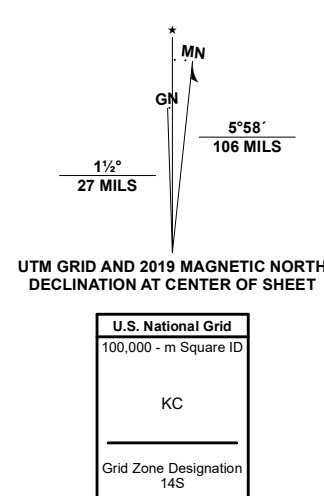 ★
MN
GN
5°58´
106 MILS
1½°
27 MILS
UTM GRID AND 2019 MAGNETIC NORTH
DECLINATION AT CENTER OF SHEET
U.S. National Grid
100,000 - m Square ID
KC
Grid Zone Designation
14S